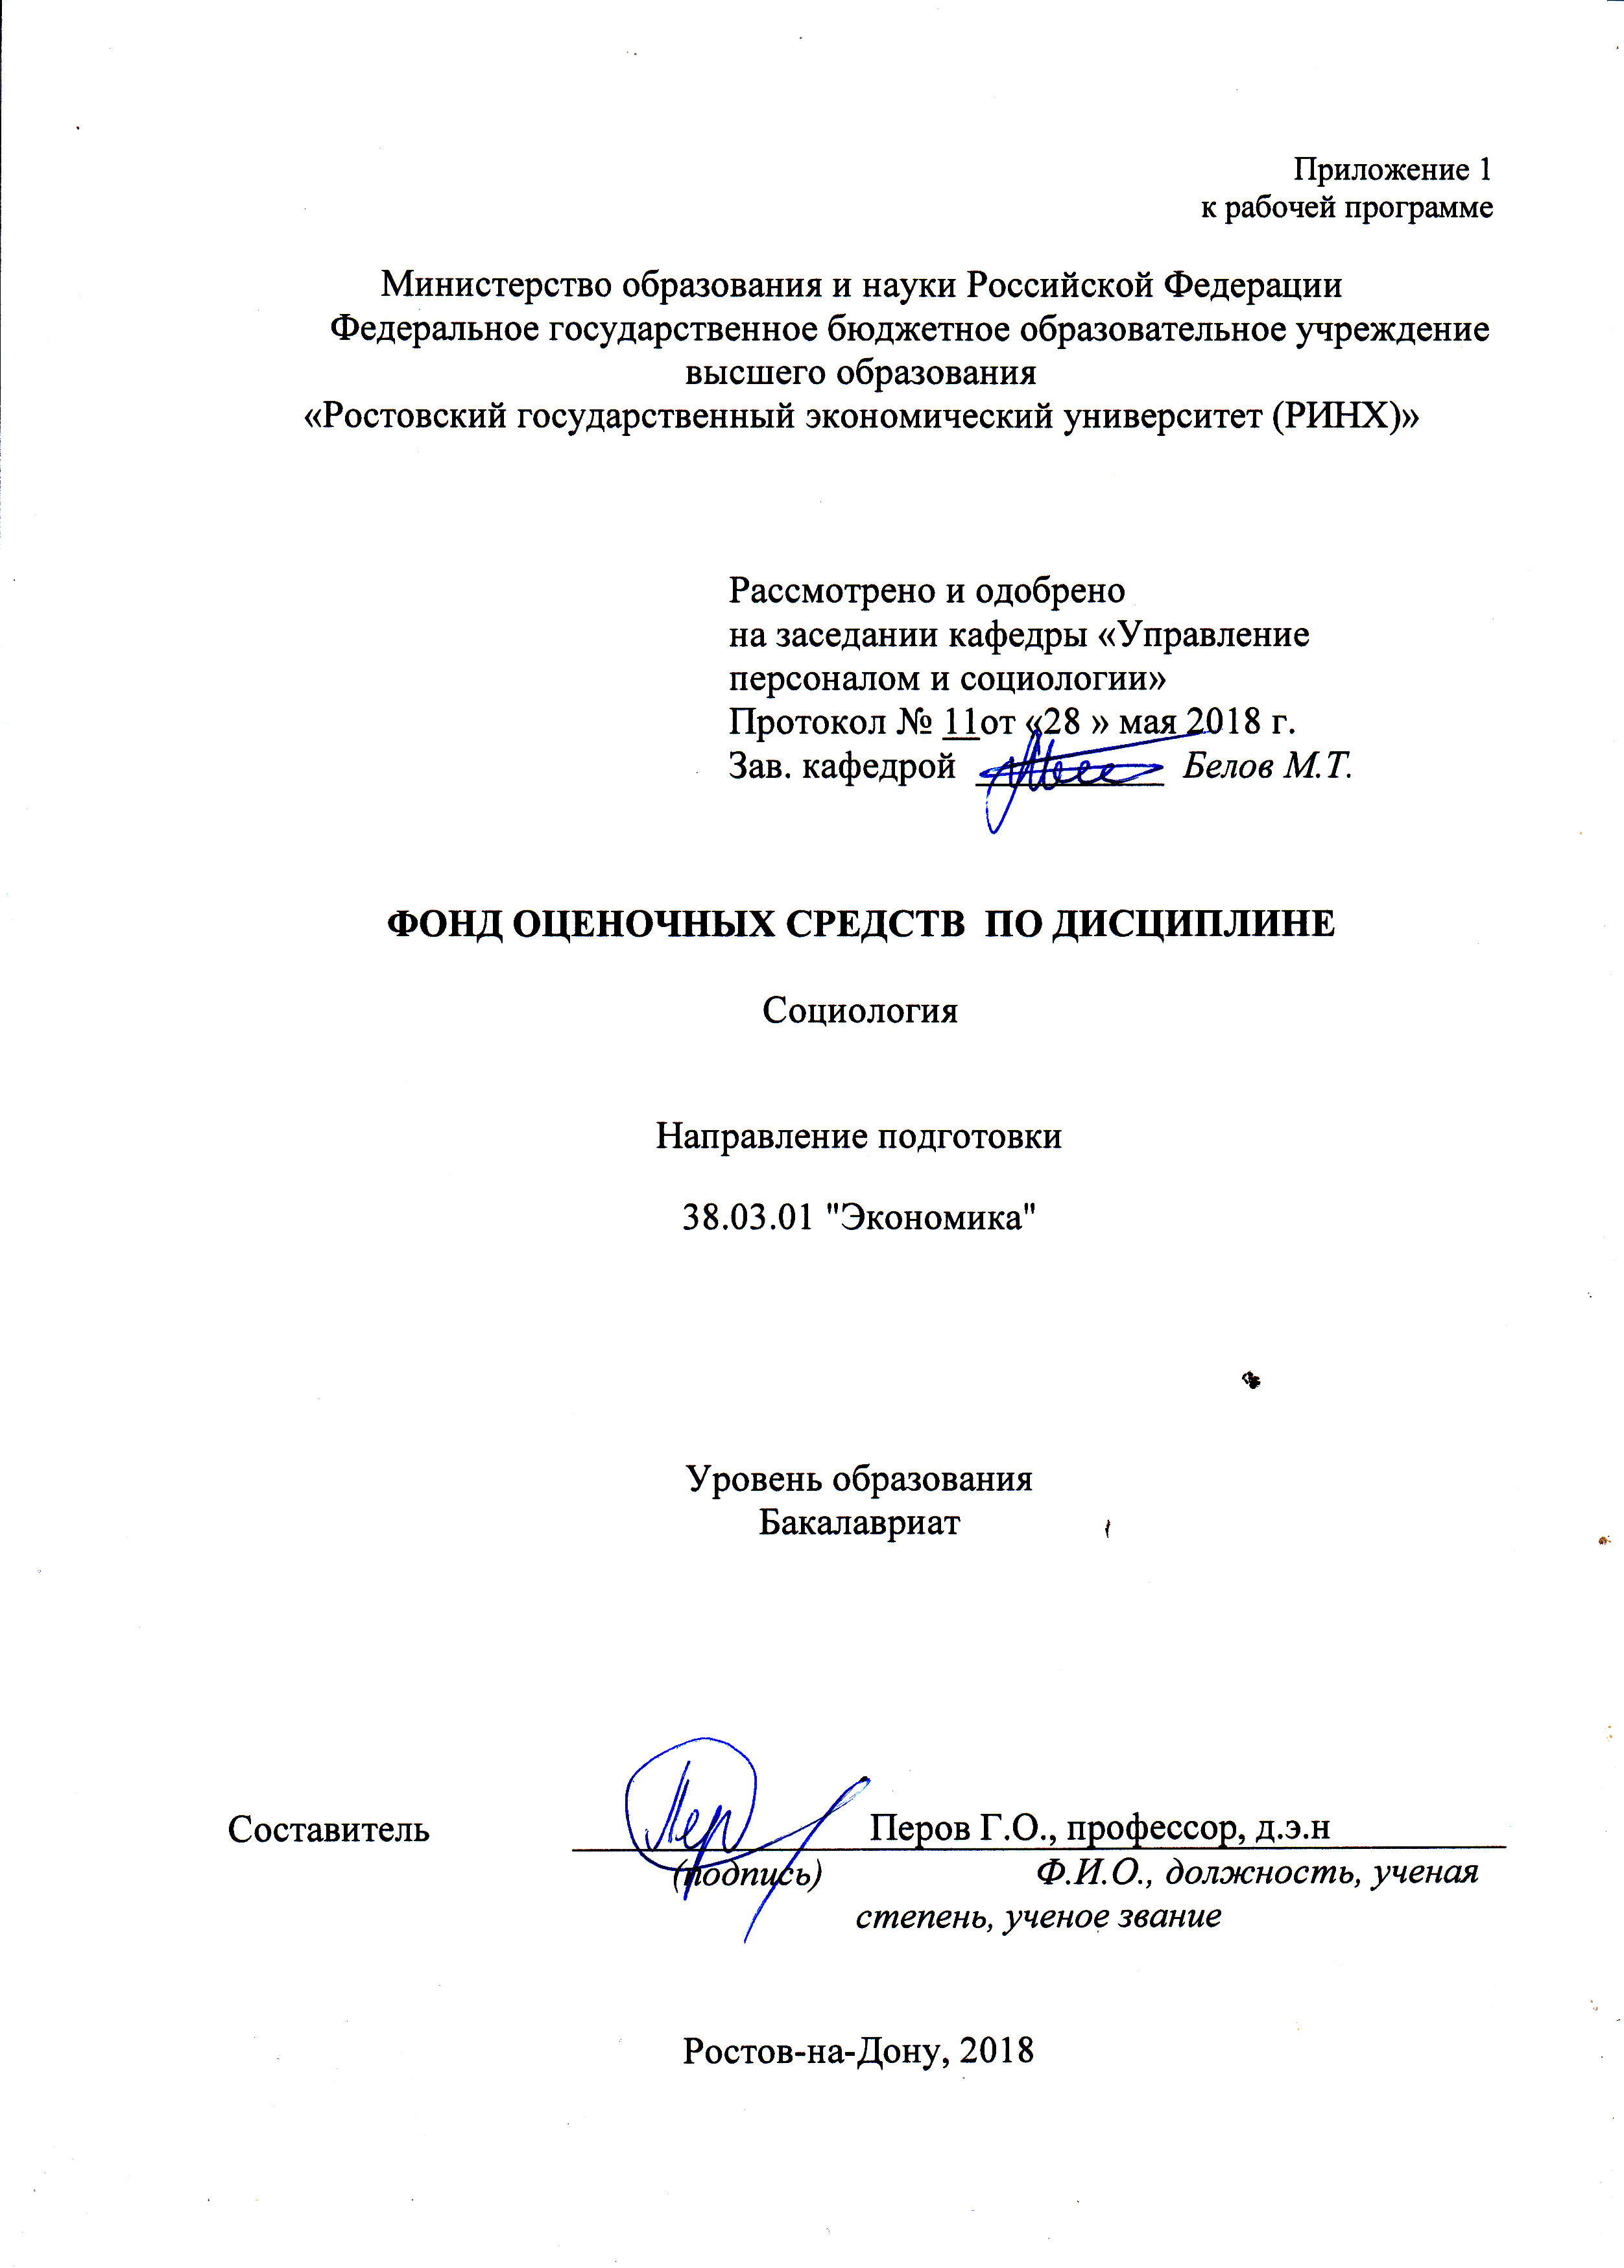 Приложение 1
к рабочей программе
Министерство образования и науки Российской Федерации
Федеральное государственное бюджетное образовательное учреждение
высшего образования
«Ростовский государственный экономический университет (РИНХ)»
Рассмотрено и одобрено
на заседании кафедры «Управление
персоналом и социологии»
Протокол № 11от «28 » мая 2018 г.
Зав. кафедрой Белов М.Т.
ФОНД ОЦЕНОЧНЫХ СРЕДСТВ ПО ДИСЦИПЛИНЕ
Социология
Направление подготовки
38.03.01 "Экономика"
Уровень образования
Бакалавриат
Составитель Перов Г.О., профессор, д.э.н
(подпись) Ф.И.О., должность, ученая
степень, ученое звание
Ростов-на-Дону, 2018